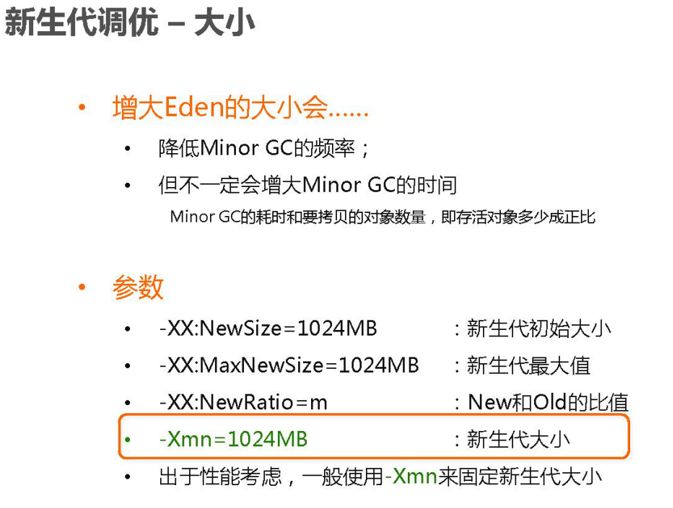 新生代调优 – 大小
• 增大Eden的大小会……
• 降低Minor GC的频率；
• 但不一定会增大Minor GC的时间
Minor GC的耗时和要拷贝的对象数量，即存活对象多少成正比
• 参数
• -XX:NewSize=1024MB ：新生代初始大小
• -XX:MaxNewSize=1024MB ：新生代最大值
• -XX:NewRatio=m ：New和Old的比值
• -Xmn=1024MB ：新生代大小
• 出于性能考虑，一般使用-Xmn来固定新生代大小